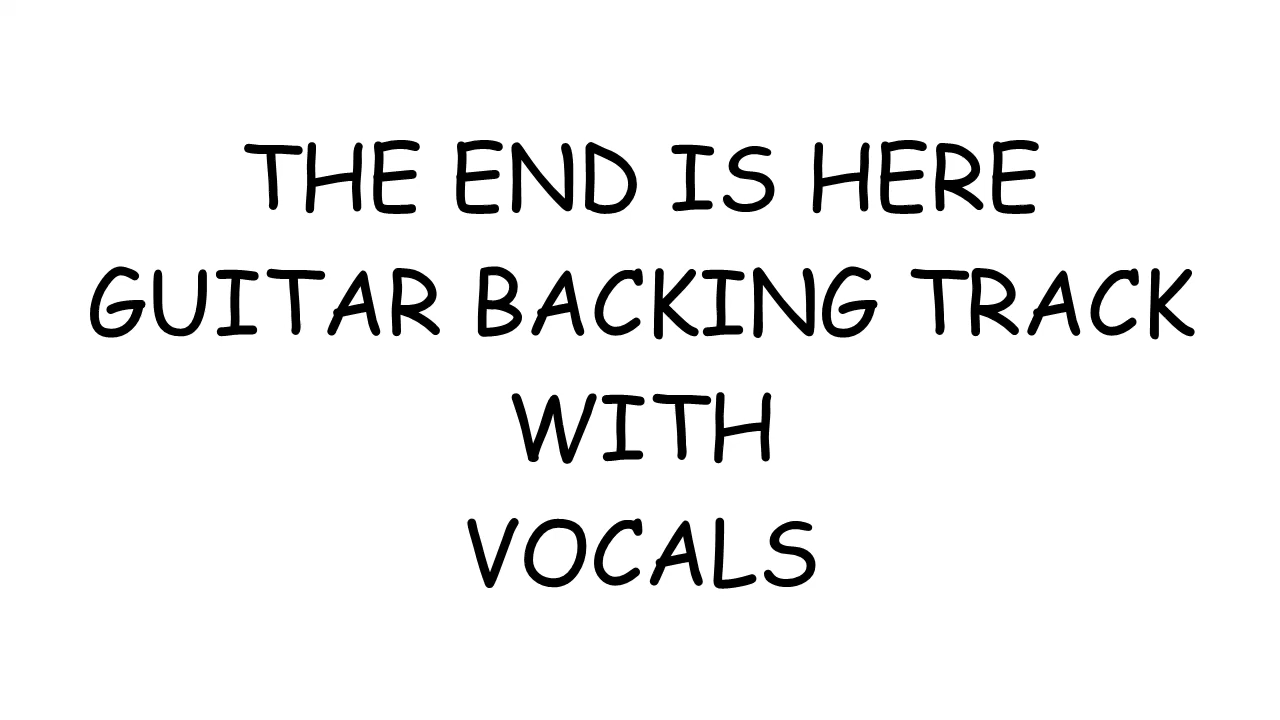 THE END IS HERE
GUITAR BACKING TRACK
WITH
VOCALS